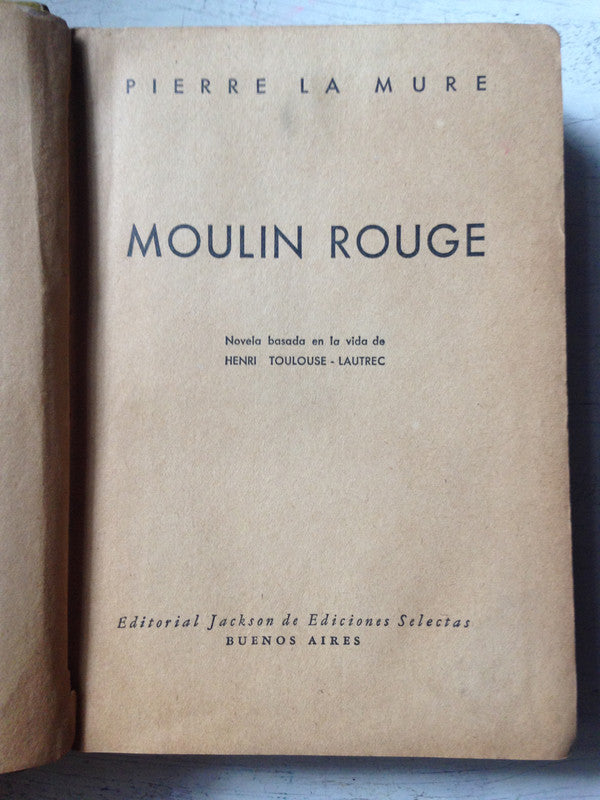 PIERRE LA MURE
MOULIN ROUGE
Novela basada en la vida de
HENRI TOULOUSE - LAUTREC
Editorial Jackson de Ediciones Selectas
BUENOS AIRES